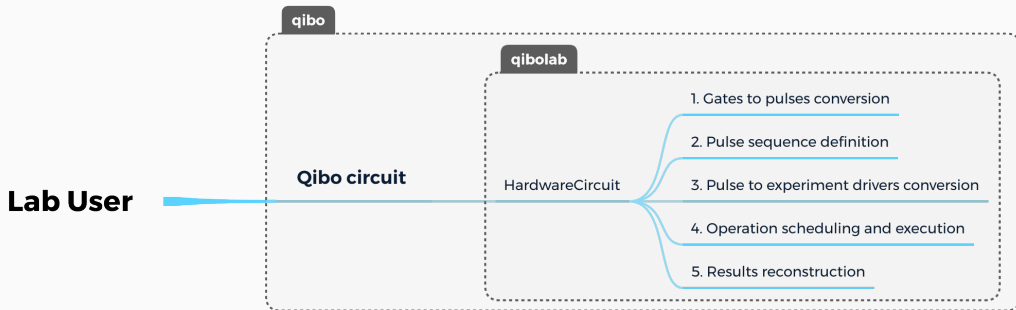 qibo
qibolab
1. Gates to pulses conversion
2. Pulse sequence definition
Qibo circuit
Lab User
HardwareCircuit
3. Pulse to experiment drivers conversion
4. Operation scheduling and execution
5. Results reconstruction